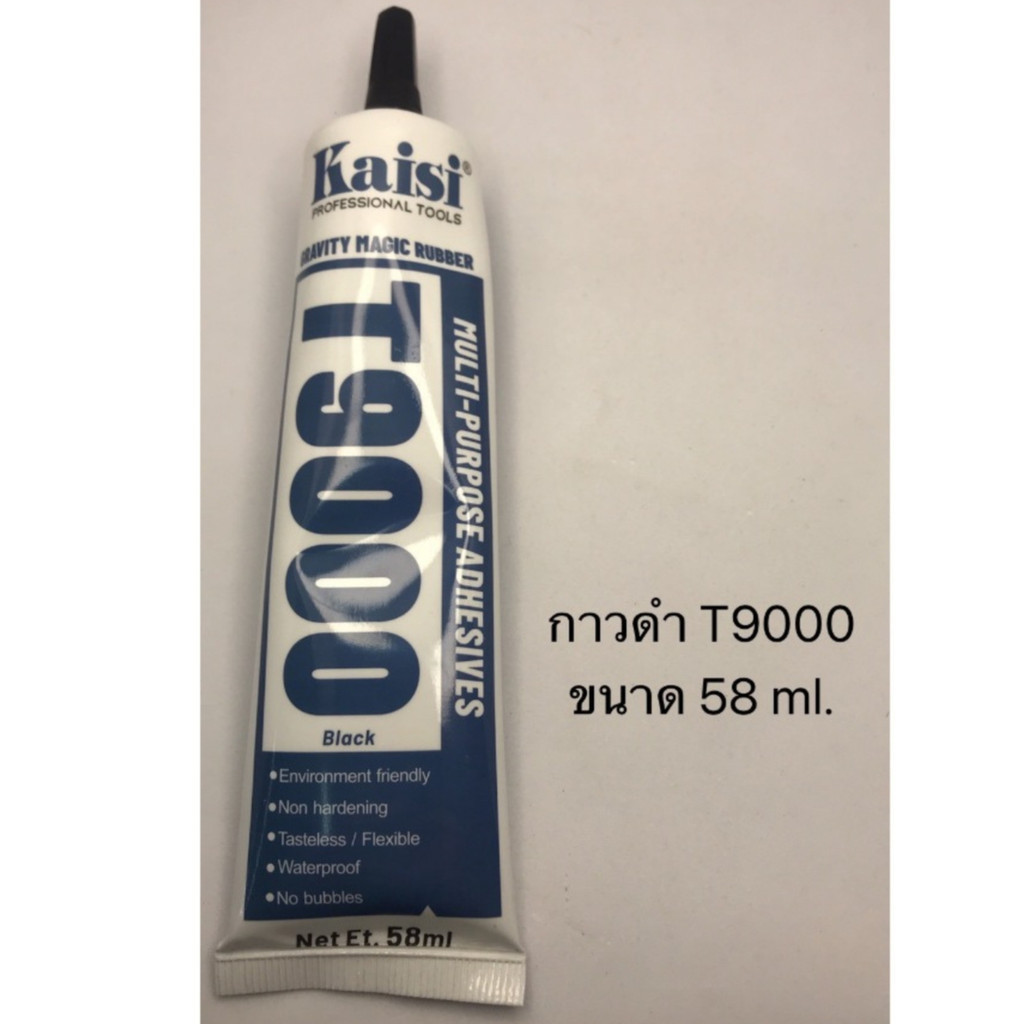 Kaisi®
PROFESSIONAL TOOLS
GRAVITY MAGIC RUBBER
T9000
MULTI-PURPOSE ADHESIVES
Black
•Environment friendly
•Non hardening
•Tasteless / Flexible
•Waterproof
•No bubbles
Net Et. 58ml
กาวดำ T9000
ขนาด 58 ml.